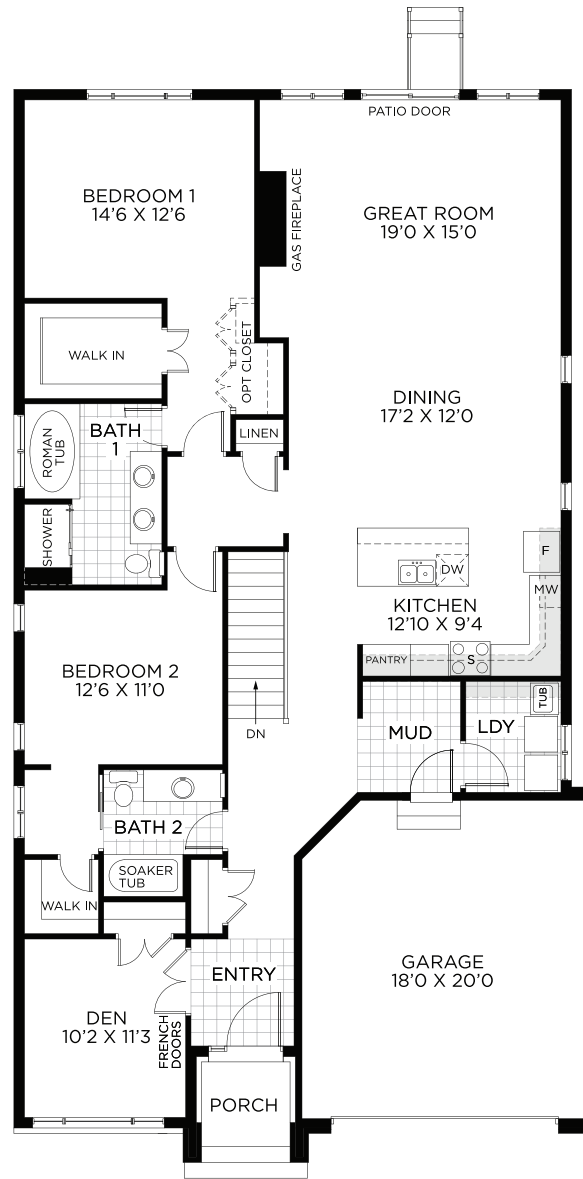 PATIO DOOR
BEDROOM 1
14'6 X 12'6
GAS FIREPLACE
GREAT ROOM
19'0 X 15'0
WALK IN
OPT CLOSET
DINING
17'2 X 12'0
ROMAN
TUB
BATH
1
LINEN
SHOWER
F
DW
MW
KITCHEN
12'10 X 9'4
PANTRY
S
BEDROOM 2
12'6 X 11'0
DN
MUD
LDY
TUB
BATH 2
SOAKER
TUB
WALK IN
ENTRY
GARAGE
18'0 X 20'0
DEN
10'2 X 11'3
FRENCH
DOORS
PORCH